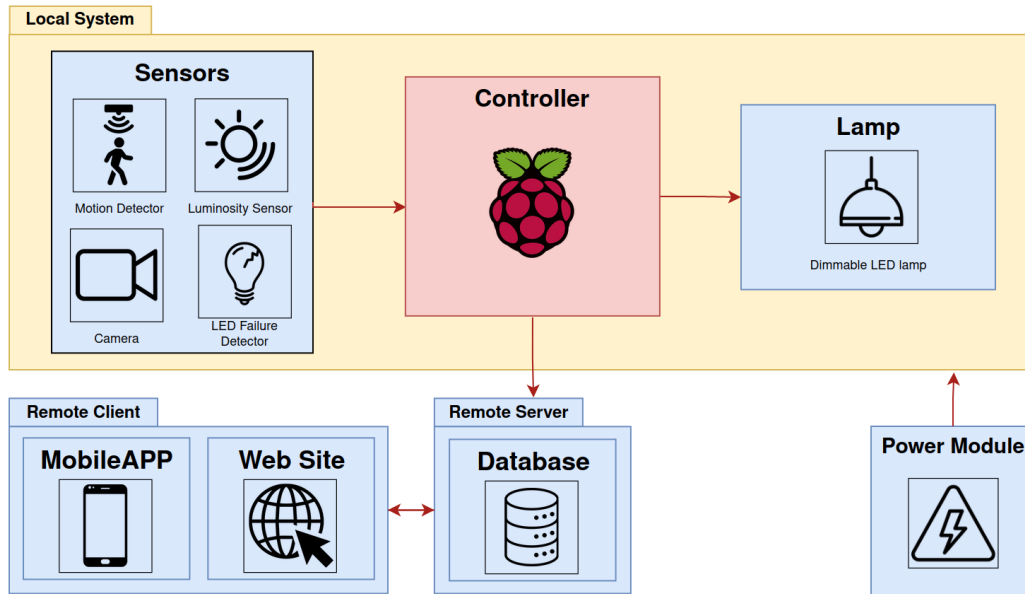 Local System
Sensors
Motion Detector
Luminosity Sensor
Camera
LED Failure
Detector
Controller
Lamp
Dimmable LED lamp
Remote Client
MobileAPP
Web Site
Remote Server
Database
Power Module